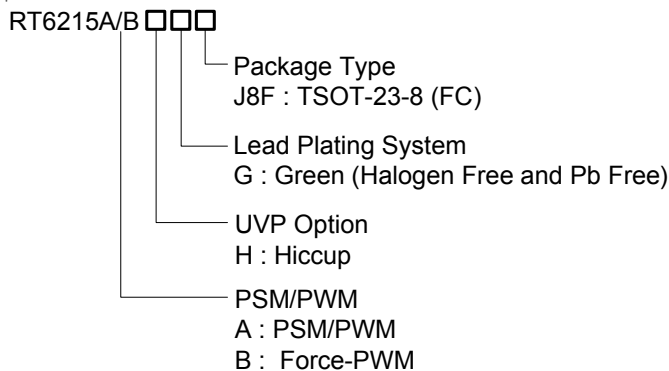 RT6215A/B
Package Type
J8F : TSOT-23-8 (FC)
Lead Plating System
G : Green (Halogen Free and Pb Free)
UVP Option
H : Hiccup
PSM/PWM
A : PSM/PWM
B : Force-PWM